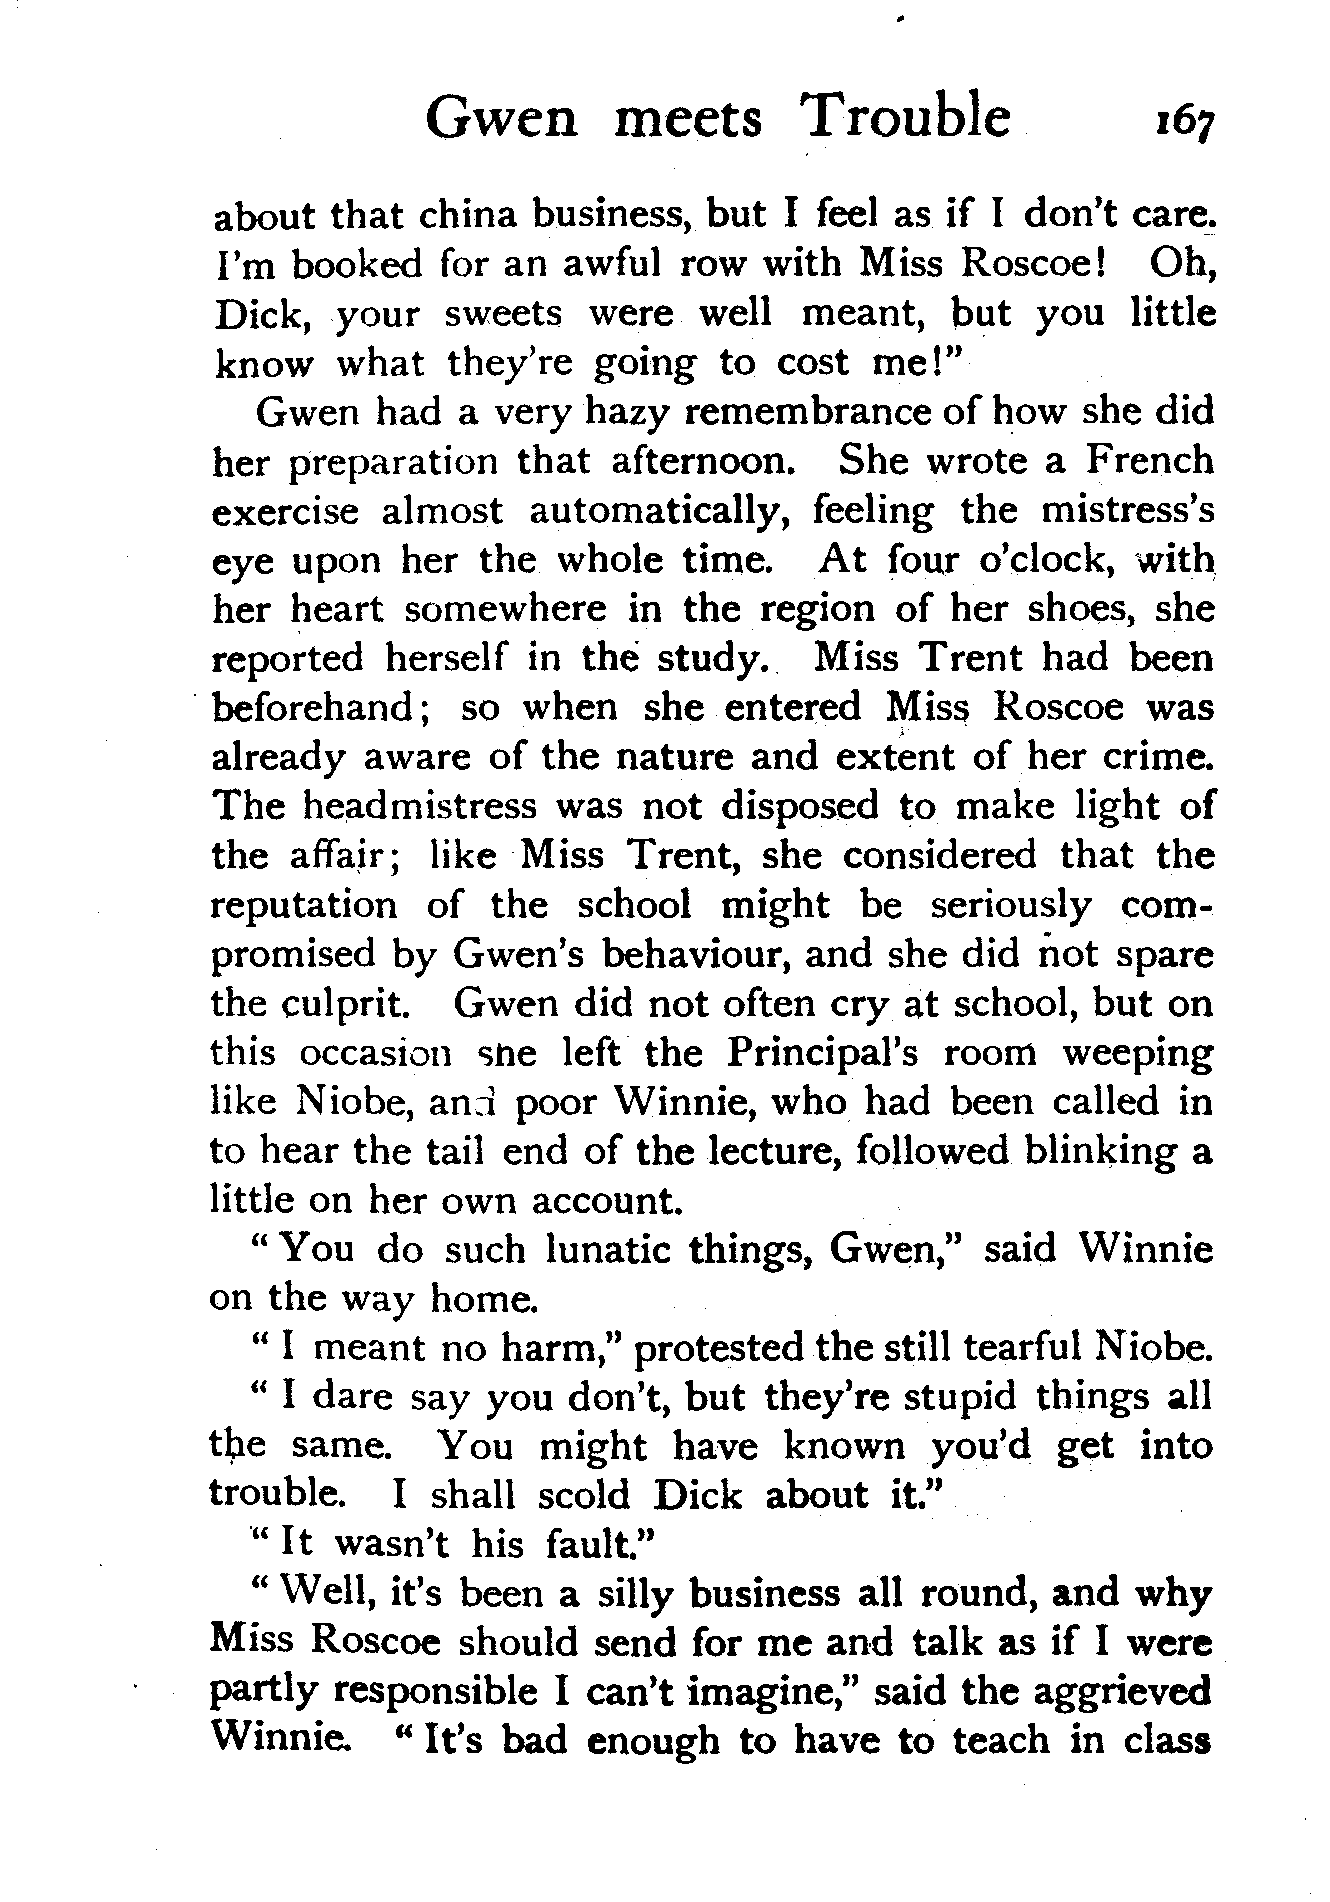 Gwen meets Trouble 167
about that china business, but I feel as if I don't care.
I'm booked for an awful row with Miss Roscoe! Oh,
Dick, your sweets were well meant, but you little
know what they're going to cost me!"
Gwen had a very hazy remembrance of how she did
her preparation that afternoon. She wrote a French
exercise almost automatically, feeling the mistress's
eye upon her the whole time. At four o'clock, with
her heart somewhere in the region of her shoes, she
reported herself in the study. Miss Trent had been
beforehand; so when she entered Miss Roscoe was
already aware of the nature and extent of her crime.
The headmistress was not disposed to make light of
the affair; like Miss Trent, she considered that the
reputation of the school might be seriously com-
promised by Gwen's behaviour, and she did not spare
the culprit. Gwen did not often cry at school, but on
this occasion she left the Principal's room weeping
like Niobe, and poor Winnie, who had been called in
to hear the tail end of the lecture, followed blinking a
little on her own account.
"You do such lunatic things, Gwen," said Winnie
on the way home.
"I meant no harm," protested the still tearful Niobe.
"I dare say you don't, but they're stupid things all
the same. You might have known you'd get into
trouble. I shall scold Dick about it."
"It wasn't his fault."
"Well, it's been a silly business all round, and why
Miss Roscoe should send for me and talk as if I were
partly responsible I can't imagine," said the aggrieved
Winnie. "It's bad enough to have to teach in class